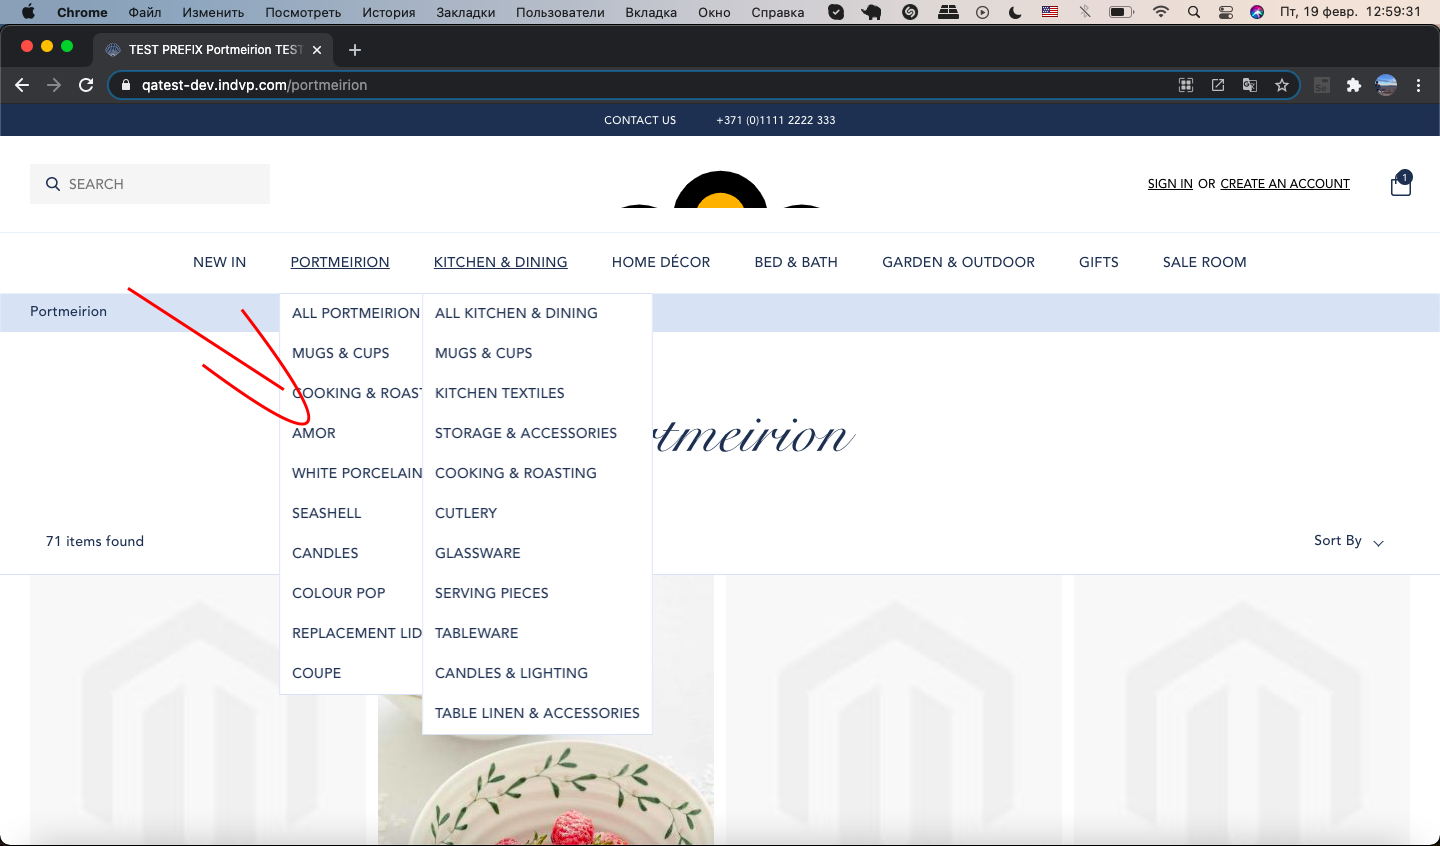 Chrome Файл Изменить Посмотреть История Закладки Пользователи Вкладка Окно Справка Пт, 19 февр. 12:59:31
TEST PREFIX Portmeirion TEST
qatest-dev.indvp.com/portmeirion
CONTACT US +371 (0)1111 2222 333
SEARCH
SIGN IN OR CREATE AN ACCOUNT 1
NEW IN PORTMEIRION KITCHEN & DINING HOME DÉCOR BED & BATH GARDEN & OUTDOOR GIFTS SALE ROOM
Portmeirion
ALL PORTMEIRION
MUGS & CUPS
COOKING & ROAST
AMOR
WHITE PORCELAIN
SEASHELL
CANDLES
COLOUR POP
REPLACEMENT LID
COUPE
ALL KITCHEN & DINING
MUGS & CUPS
KITCHEN TEXTILES
STORAGE & ACCESSORIES
COOKING & ROASTING
CUTLERY
GLASSWARE
SERVING PIECES
TABLEWARE
CANDLES & LIGHTING
TABLE LINEN & ACCESSORIES
rtmeirion
71 items found
Sort By